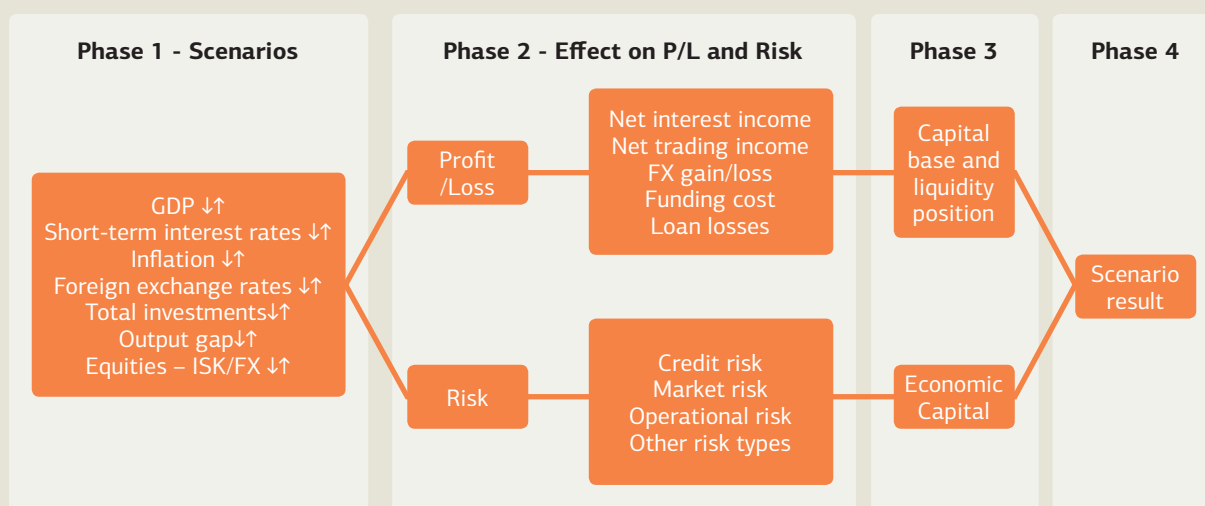 Phase 1 - Scenarios
GDP ↓↑
Short-term interest rates ↓↑
Inflation ↓↑
Foreign exchange rates ↓↑
Total investments↓↑
Output gap↓↑
Equities – ISK/FX ↓↑
Phase 2 - Effect on P/L and Risk
Profit
/Loss
Net interest income
Net trading income
FX gain/loss
Funding cost
Loan losses
Risk
Credit risk
Market risk
Operational risk
Other risk types
Phase 3
Capital
base and
liquidity
position
Economic
Capital
Phase 4
Scenario
result